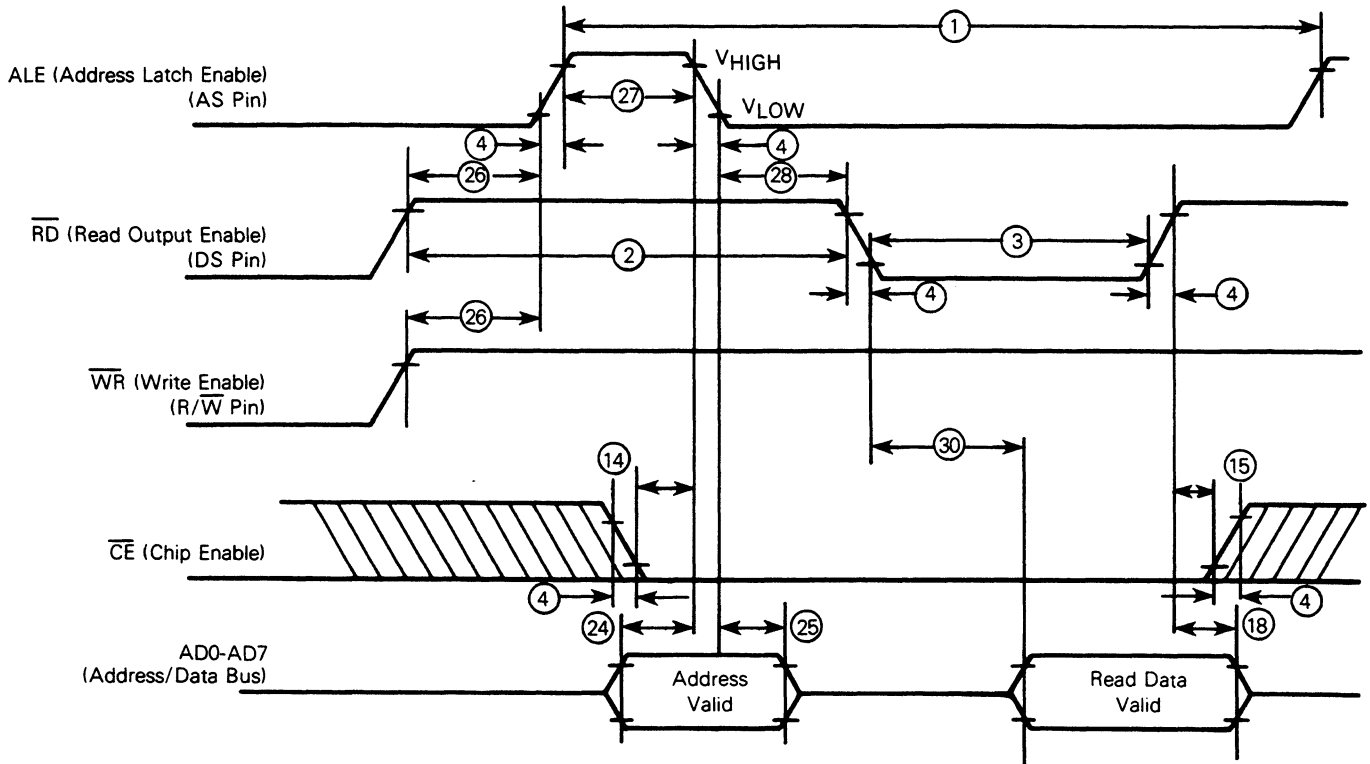 1
ALE (Address Latch Enable)
(AS Pin)
VHIGH
27
VLOW
4
4
26
28
RD (Read Output Enable)
(DS Pin)
2
3
4
4
26
WR (Write Enable)
(R/W Pin)
30
14
15
CE (Chip Enable)
4
4
24
25
18
AD0-AD7
(Address/Data Bus)
Address
Valid
Read Data
Valid